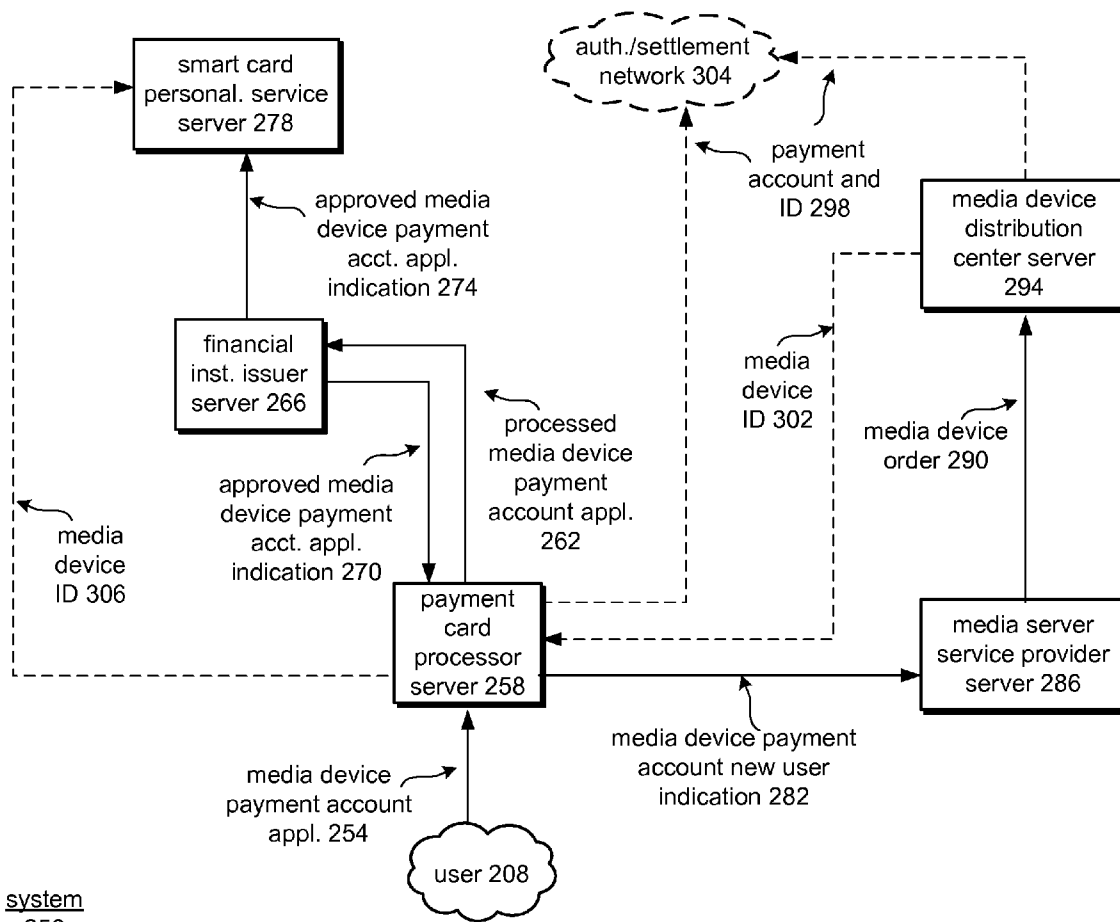 smart card
personal. service
server 278
auth./settlement
network 304
payment
account and
ID 298
media device
distribution
center server
294
approved media
device payment
acct. appl.
indication 274
financial
inst. issuer
server 266
media
device
ID 302
processed
media device
payment
account appl.
262
media device
order 290
approved media
device payment
acct. appl.
indication 270
media
device
ID 306
payment
card
processor
server 258
media server
service provider
server 286
media device payment
account new user
indication 282
media device
payment account
appl. 254
user 208
system